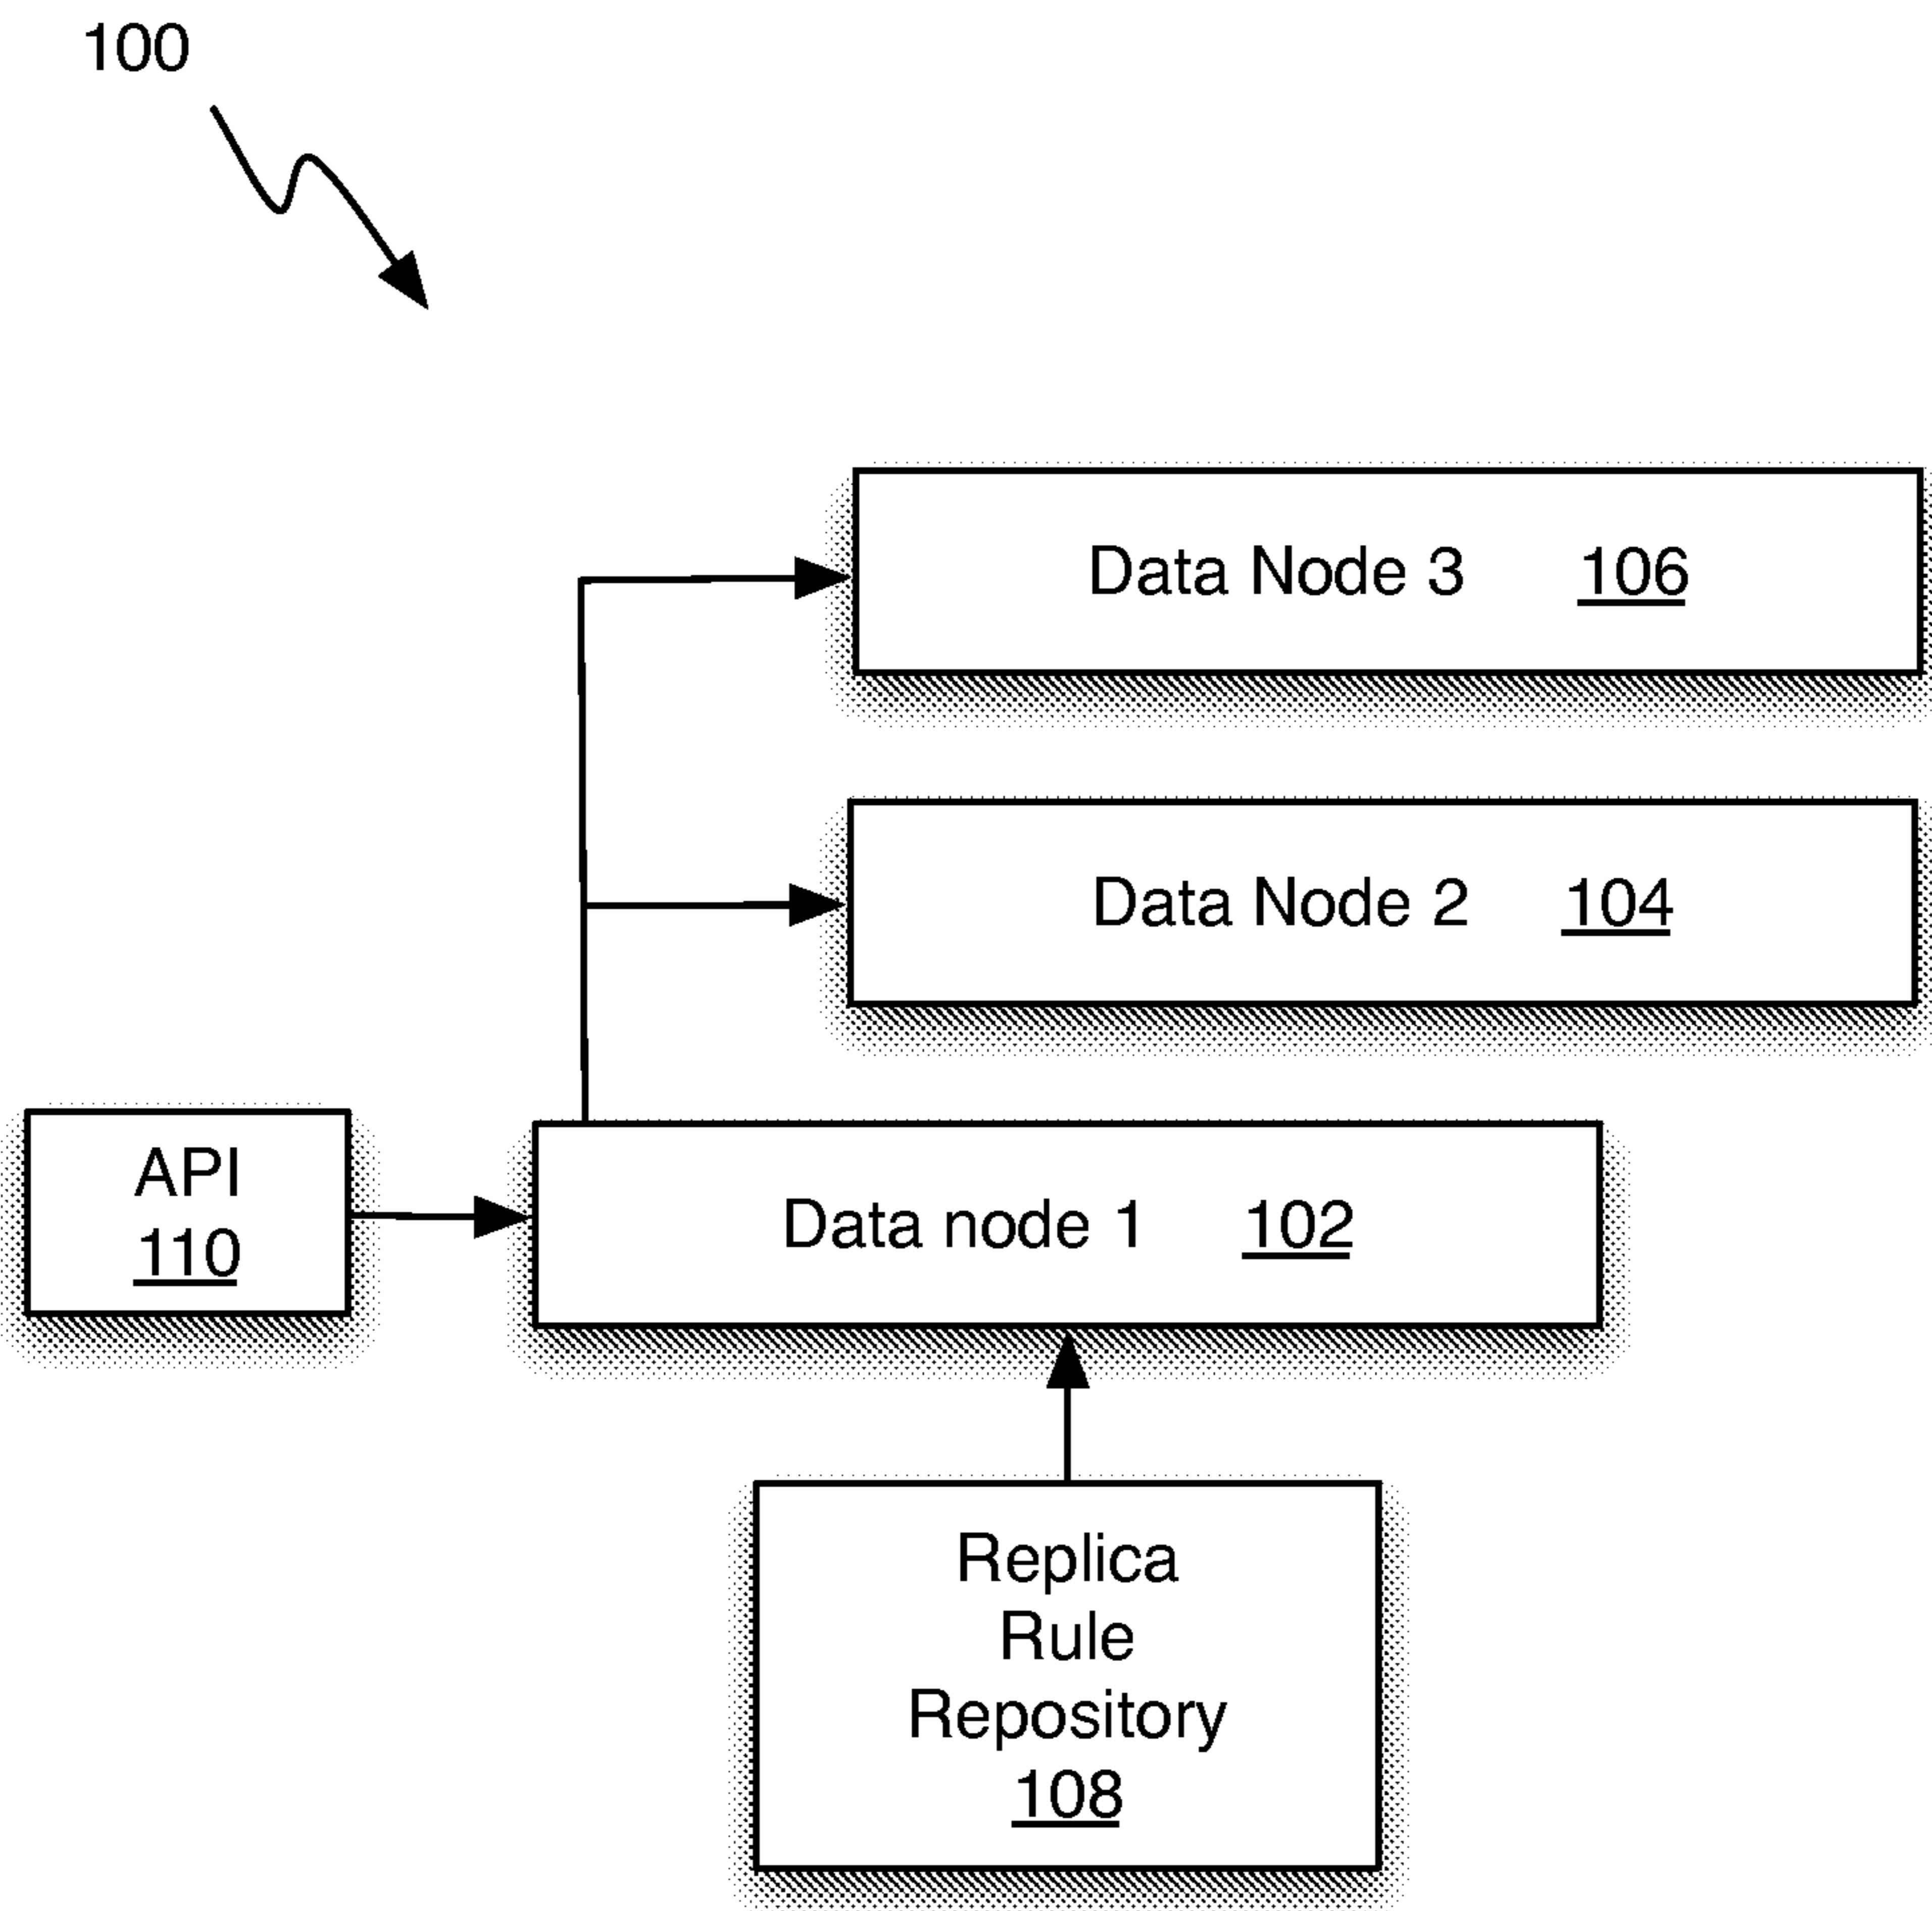 100
Data Node 3 106
Data Node 2 104
API
110
Data node 1 102
Replica
Rule
Repository
108